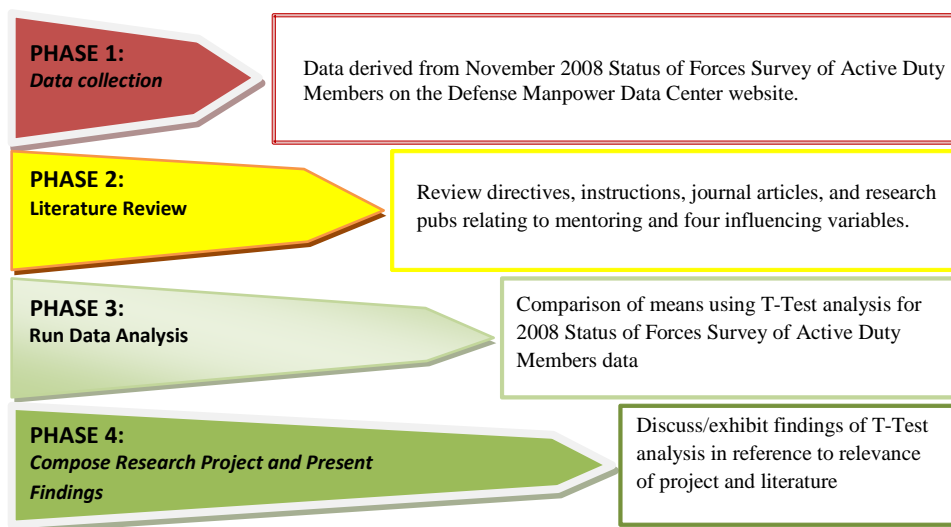 PHASE 1:
Data collection
Data derived from November 2008 Status of Forces Survey of Active Duty
Members on the Defense Manpower Data Center website.
PHASE 2:
Literature Review
Review directives, instructions, journal articles, and research
pubs relating to mentoring and four influencing variables.
PHASE 3:
Run Data Analysis
Comparison of means using T-Test analysis for
2008 Status of Forces Survey of Active Duty
Members data
PHASE 4:
Compose Research Project and Present
Findings
Discuss/exhibit findings of T-Test
analysis in reference to relevance
of project and literature